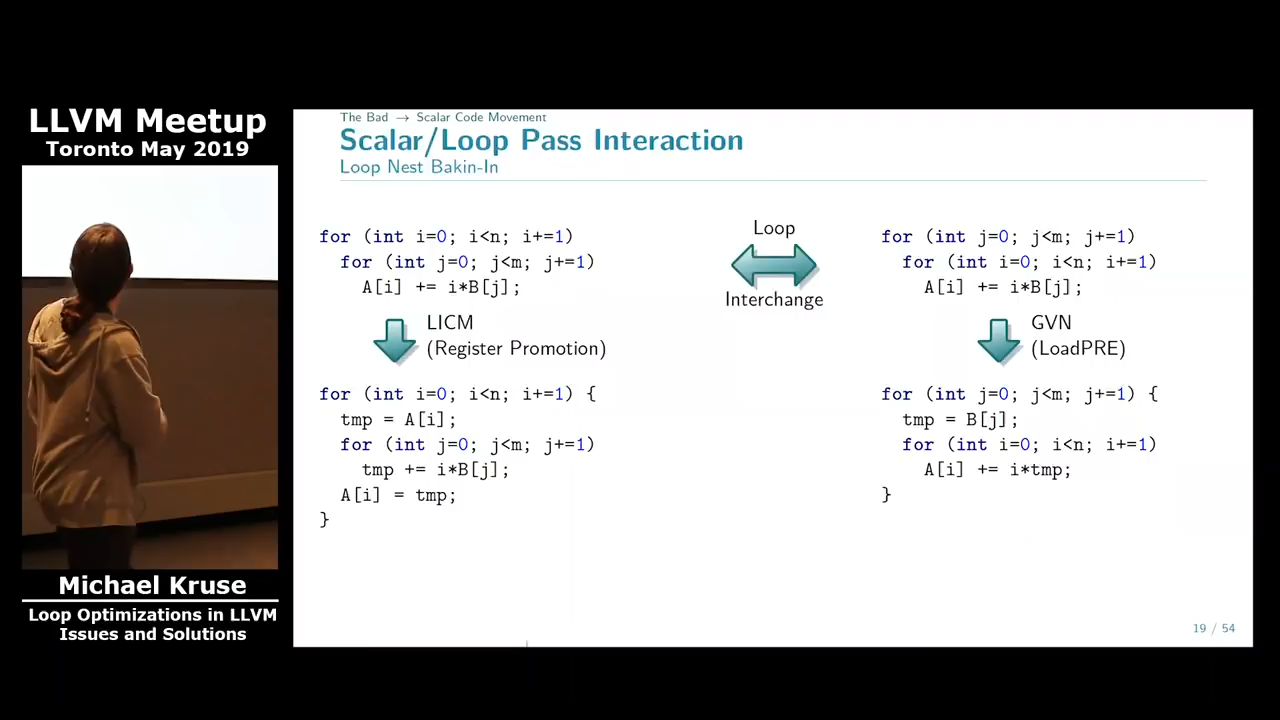 LLVM Meetup
Toronto May 2019
Michael Kruse
Loop Optimizations in LLVM
Issues and Solutions
The Bad → Scalar Code Movement
Scalar/Loop Pass Interaction
Loop Nest Bakin-In
for (int i=0; i<n; i+=1)
for (int j=0; j<m; j+=1)
A[i] += i*B[j];
LICM
(Register Promotion)
for (int i=0; i<n; i+=1) {
tmp = A[i];
for (int j=0; j<m; j+=1)
tmp += i*B[j];
A[i] = tmp;
}
Loop
Interchange
for (int j=0; j<m; j+=1)
for (int i=0; i<n; i+=1)
A[i] += i*B[j];
GVN
(LoadPRE)
for (int j=0; j<m; j+=1) {
tmp = B[j];
for (int i=0; i<n; i+=1)
A[i] += i*tmp;
}
19 / 54